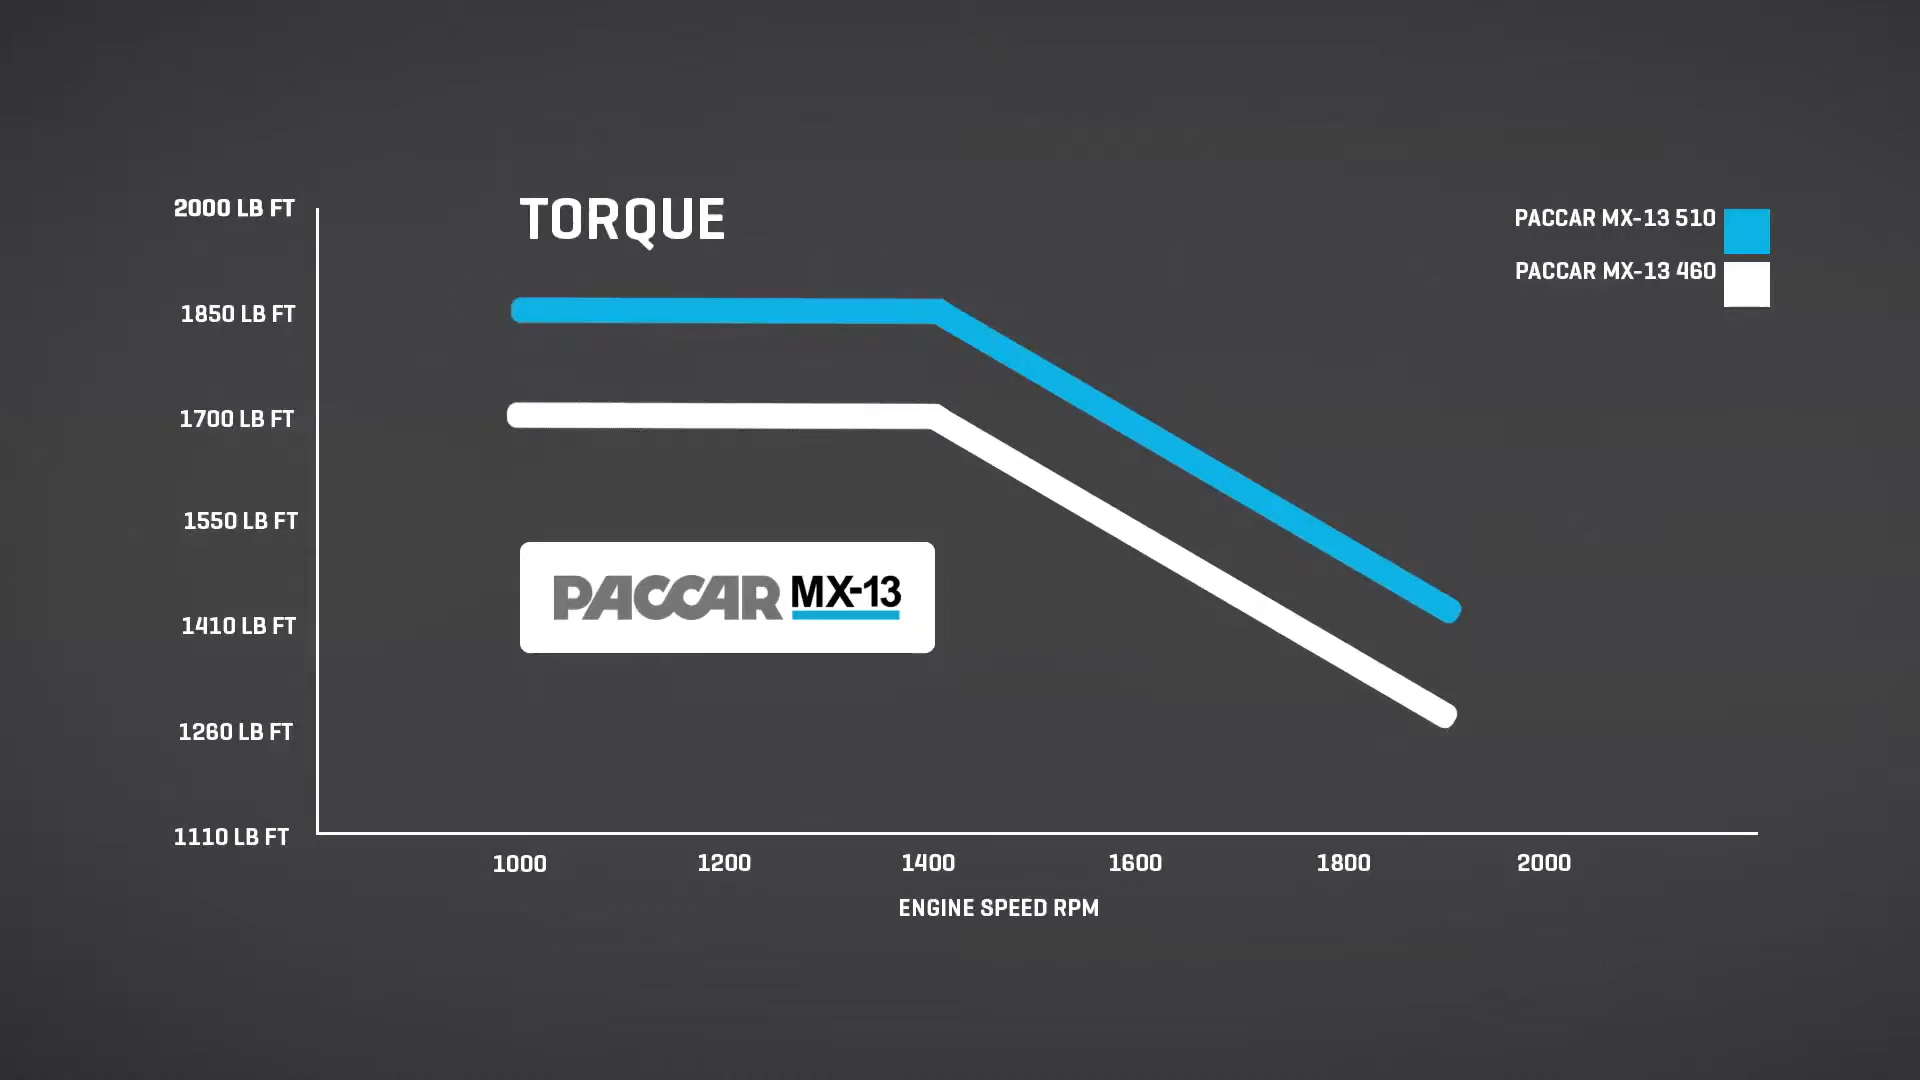 TORQUE
PACCAR MX-13 510
PACCAR MX-13 460
2000 LB FT
1850 LB FT
1700 LB FT
1550 LB FT
1410 LB FT
1260 LB FT
1110 LB FT
PACCAR MX-13
1000 1200 1400 1600 1800 2000
ENGINE SPEED RPM